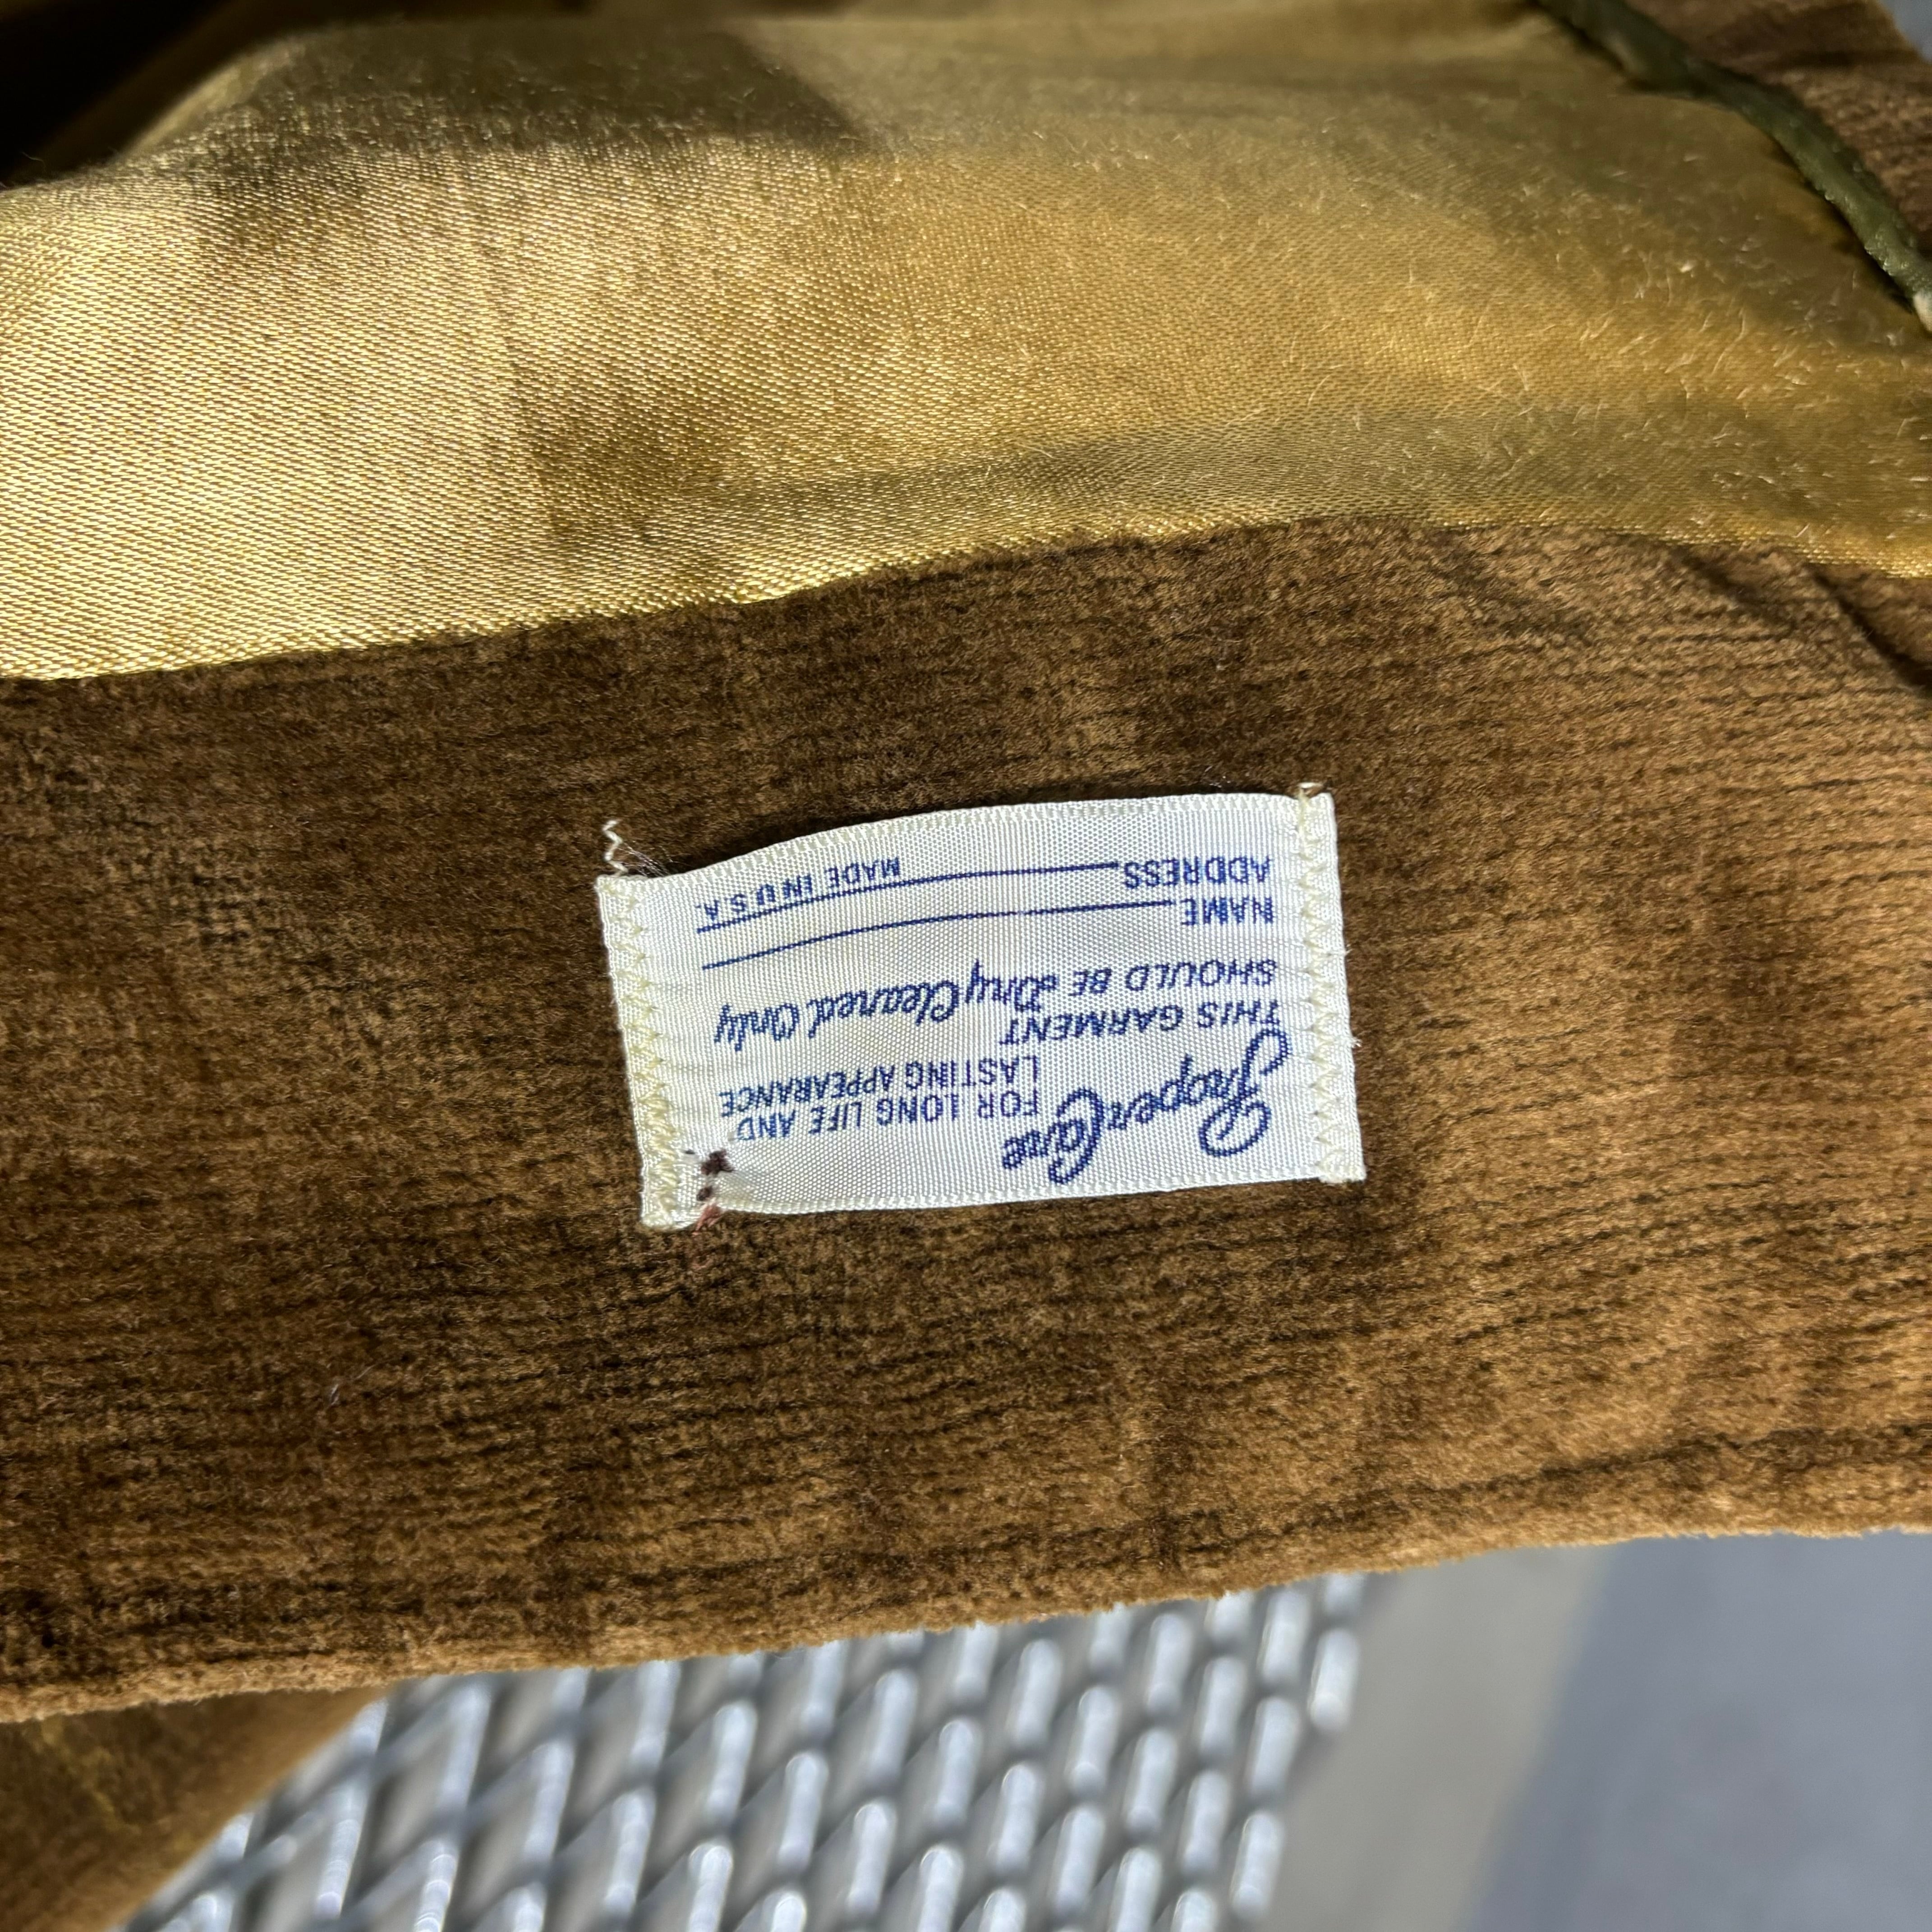 Proper Care FOR LONG LIFE AND
LASTING APPEARANCE
THIS GARMENT
SHOULD BE Dry Cleaned Only
NAME
ADDRESS MADE IN U.S.A.